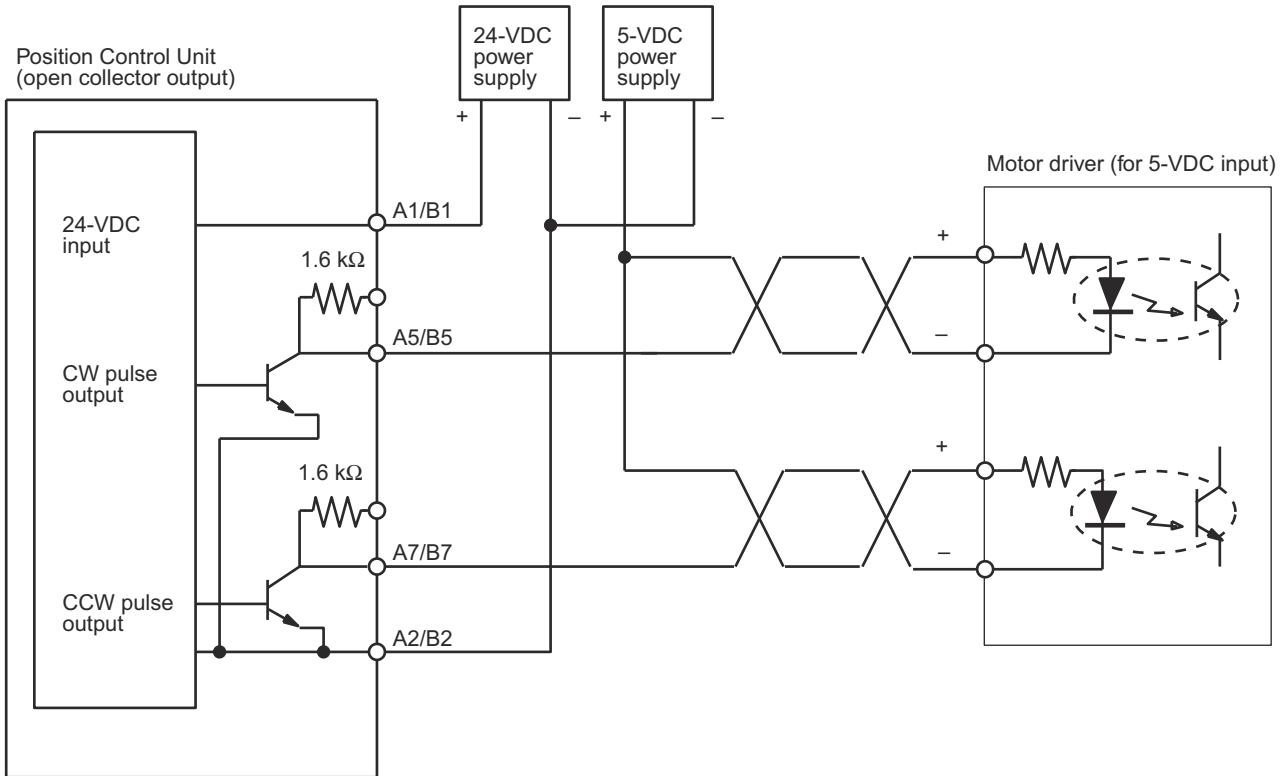 Position Control Unit
(open collector output)
24-VDC
power
supply
5-VDC
power
supply
+
–
+
–
Motor driver (for 5-VDC input)
24-VDC
input
A1/B1
1.6 kΩ
+
A5/B5
–
CW pulse
output
1.6 kΩ
+
A7/B7
–
CCW pulse
output
A2/B2